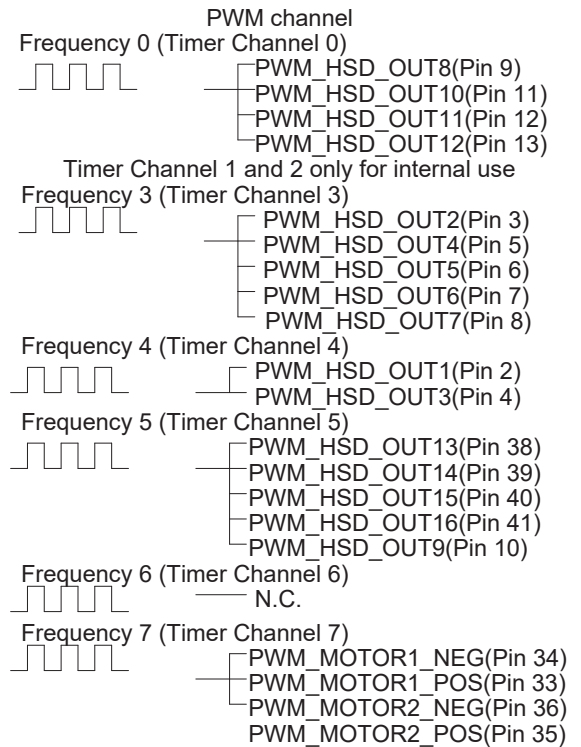 PWM channel
Frequency 0 (Timer Channel 0)
PWM_HSD_OUT8(Pin 9)
PWM_HSD_OUT10(Pin 11)
PWM_HSD_OUT11(Pin 12)
PWM_HSD_OUT12(Pin 13)
Timer Channel 1 and 2 only for internal use
Frequency 3 (Timer Channel 3)
PWM_HSD_OUT2(Pin 3)
PWM_HSD_OUT4(Pin 5)
PWM_HSD_OUT5(Pin 6)
PWM_HSD_OUT6(Pin 7)
PWM_HSD_OUT7(Pin 8)
Frequency 4 (Timer Channel 4)
PWM_HSD_OUT1(Pin 2)
PWM_HSD_OUT3(Pin 4)
Frequency 5 (Timer Channel 5)
PWM_HSD_OUT13(Pin 38)
PWM_HSD_OUT14(Pin 39)
PWM_HSD_OUT15(Pin 40)
PWM_HSD_OUT16(Pin 41)
PWM_HSD_OUT9(Pin 10)
Frequency 6 (Timer Channel 6)
N.C.
Frequency 7 (Timer Channel 7)
PWM_MOTOR1_NEG(Pin 34)
PWM_MOTOR1_POS(Pin 33)
PWM_MOTOR2_NEG(Pin 36)
PWM_MOTOR2_POS(Pin 35)